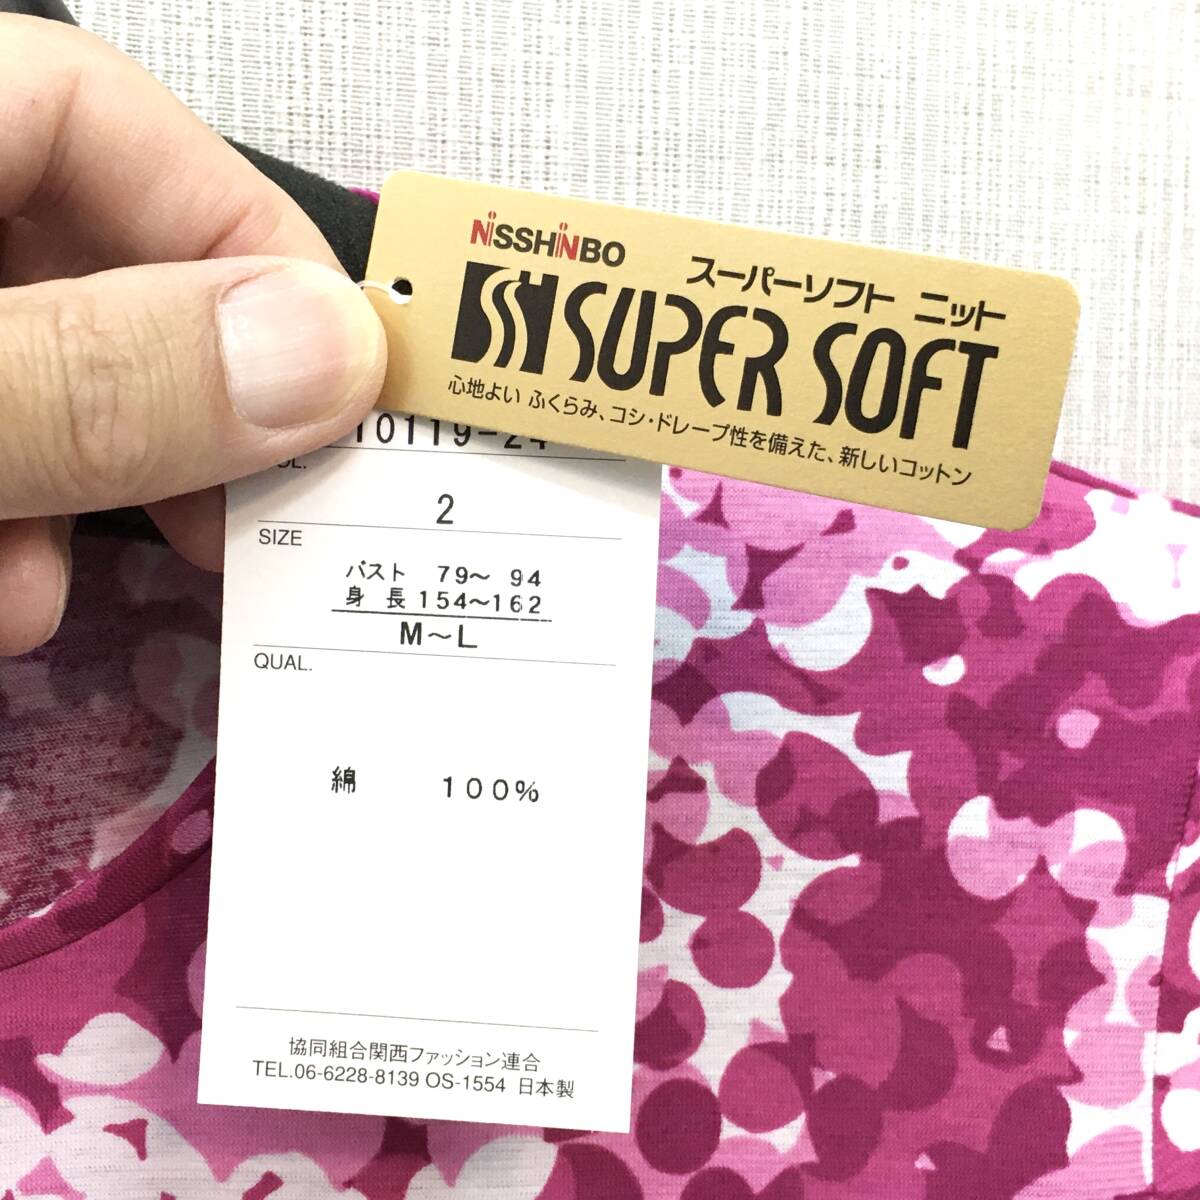 NISSHINBO
スーパーソフト ニット
SUPER SOFT
心地よい ふくらみ、コシ・ドレープ性を備えた、新しいコットン
10119-24
2
SIZE
バスト 79～ 94
身 長 154～162
M～L
QUAL.
綿 100%
協同組合関西ファッション連合
TEL.06-6228-8139 OS-1554 日本製